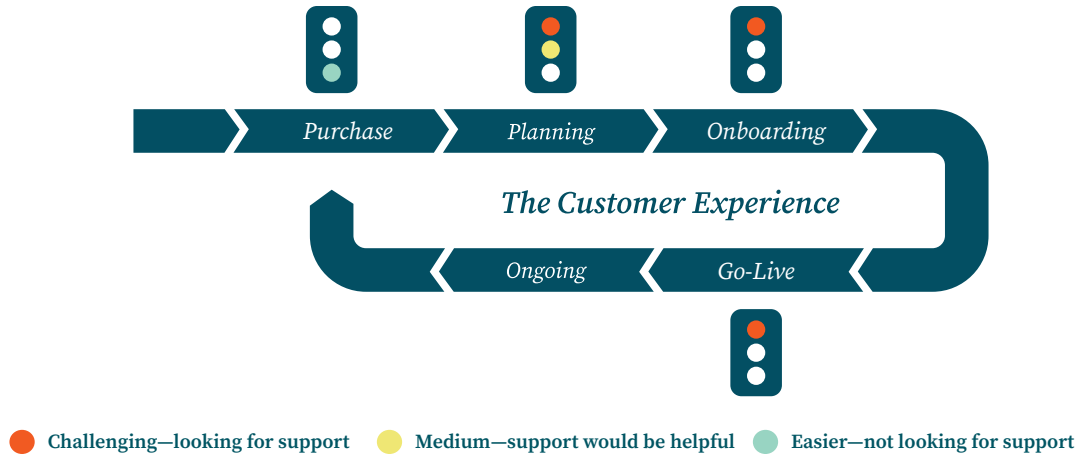 Purchase
Planning
Onboarding
The Customer Experience
Ongoing
Go-Live
Challenging—looking for support
Medium—support would be helpful
Easier—not looking for support